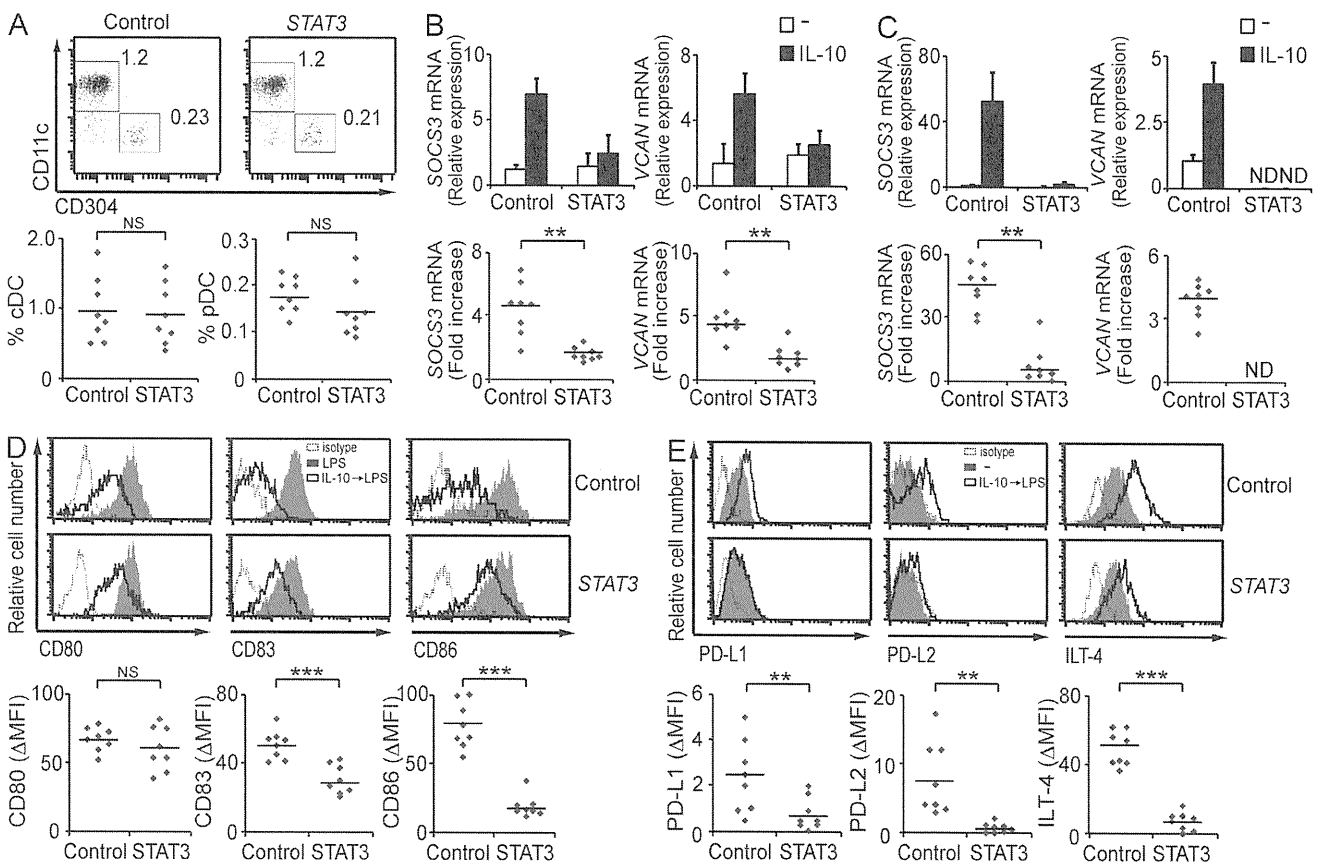 A
Control
STAT3
1.2
0.23
1.2
0.21
CD11c
CD304
2.0
1.0
0
% cDC
NS
Control STAT3
0.3
0.2
0.1
0
% pDC
NS
Control STAT3
B
-
IL-10
SOCS3 mRNA
(Relative expression)
10
5
0
Control STAT3
VCAN mRNA
(Relative expression)
8
4
0
Control STAT3
SOCS3 mRNA
(Fold increase)
8
4
0
**
Control STAT3
VCAN mRNA
(Fold increase)
10
5
0
**
Control STAT3
C
-
IL-10
SOCS3 mRNA
(Relative expression)
80
40
0
Control STAT3
VCAN mRNA
(Relative expression)
5
2.5
0
NDND
Control STAT3
SOCS3 mRNA
(Fold increase)
60
30
0
**
Control STAT3
VCAN mRNA
(Fold increase)
6
3
0
ND
Control STAT3
D
Relative cell number
isotype
LPS
IL-10→LPS
Control
STAT3
CD80
CD83
CD86
CD80 (ΔMFI)
100
50
0
NS
Control STAT3
CD83 (ΔMFI)
80
40
0
***
Control STAT3
CD86 (ΔMFI)
100
50
0
***
Control STAT3
E
Relative cell number
isotype
-
IL-10→LPS
Control
STAT3
PD-L1
PD-L2
ILT-4
PD-L1 (ΔMFI)
6
4
2
0
**
Control STAT3
PD-L2 (ΔMFI)
20
10
0
**
Control STAT3
ILT-4 (ΔMFI)
80
40
0
***
Control STAT3